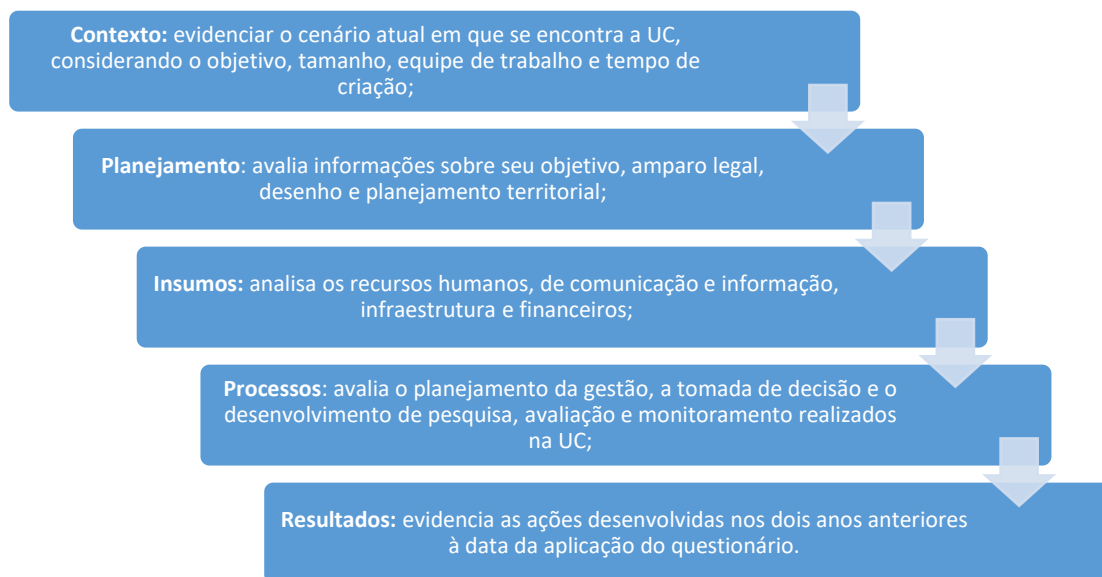 Contexto: evidenciar o cenário atual em que se encontra a UC,
considerando o objetivo, tamanho, equipe de trabalho e tempo de
criação;
Planejamento: avalia informações sobre seu objetivo, amparo legal,
desenho e planejamento territorial;
Insumos: analisa os recursos humanos, de comunicação e informação,
infraestrutura e financeiros;
Processos: avalia o planejamento da gestão, a tomada de decisão e o
desenvolvimento de pesquisa, avaliação e monitoramento realizados
na UC;
Resultados: evidencia as ações desenvolvidas nos dois anos anteriores
à data da aplicação do questionário.